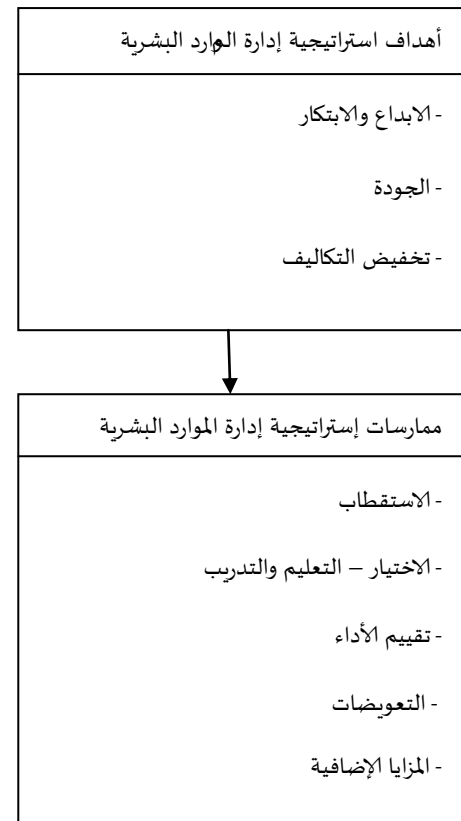 أهداف استراتيجية إدارة الموارد البشرية
- الابداع والابتكار
- الجودة
- تخفيض التكاليف
ممارسات إستراتيجية إدارة الموارد البشرية
- الاستقطاب
- الاختيار – التعليم والتدريب
- تقييم الأداء
- التعويضات
- المزايا الإضافية